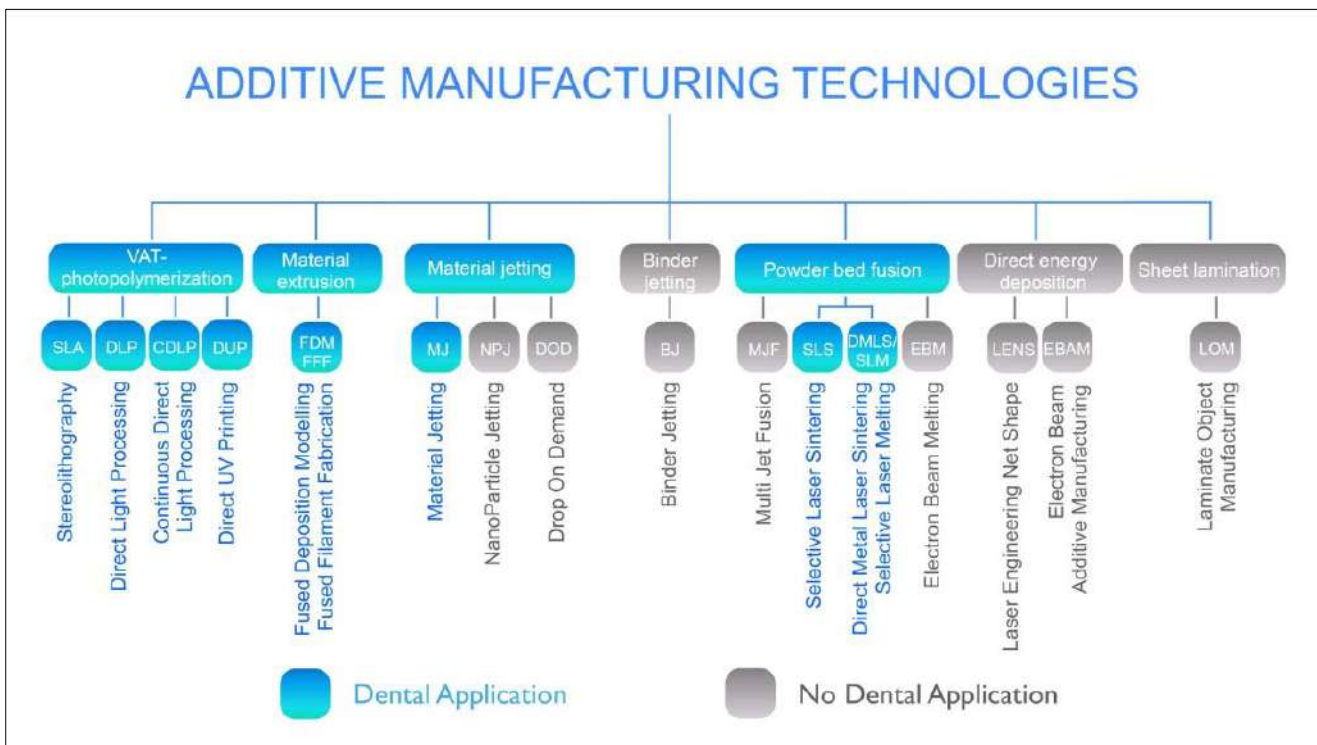 ADDITIVE MANUFACTURING TECHNOLOGIES
VAT-
photopolymerization
Material
extrusion
Material jetting
Binder
jetting
Powder bed fusion
Direct energy
deposition
Sheet lamination
SLA
DLP
CDLP
DUP
FDM
FFF
MJ
NPJ
DOD
BJ
MJF
SLS
DMLS/
SLM
EBM
LENS
EBAM
LOM
Stereolithography
Direct Light Processing
Continuous Direct
Light Processing
Direct UV Printing
Fused Deposition Modelling
Fused Filament Fabrication
Material Jetting
NanoParticle Jetting
Drop On Demand
Binder Jetting
Multi Jet Fusion
Selective Laser Sintering
Direct Metal Laser Sintering
Selective Laser Melting
Electron Beam Melting
Laser Engineering Net Shape
Electron Beam
Additive Manufacturing
Laminate Object
Manufacturing
Dental Application
No Dental Application